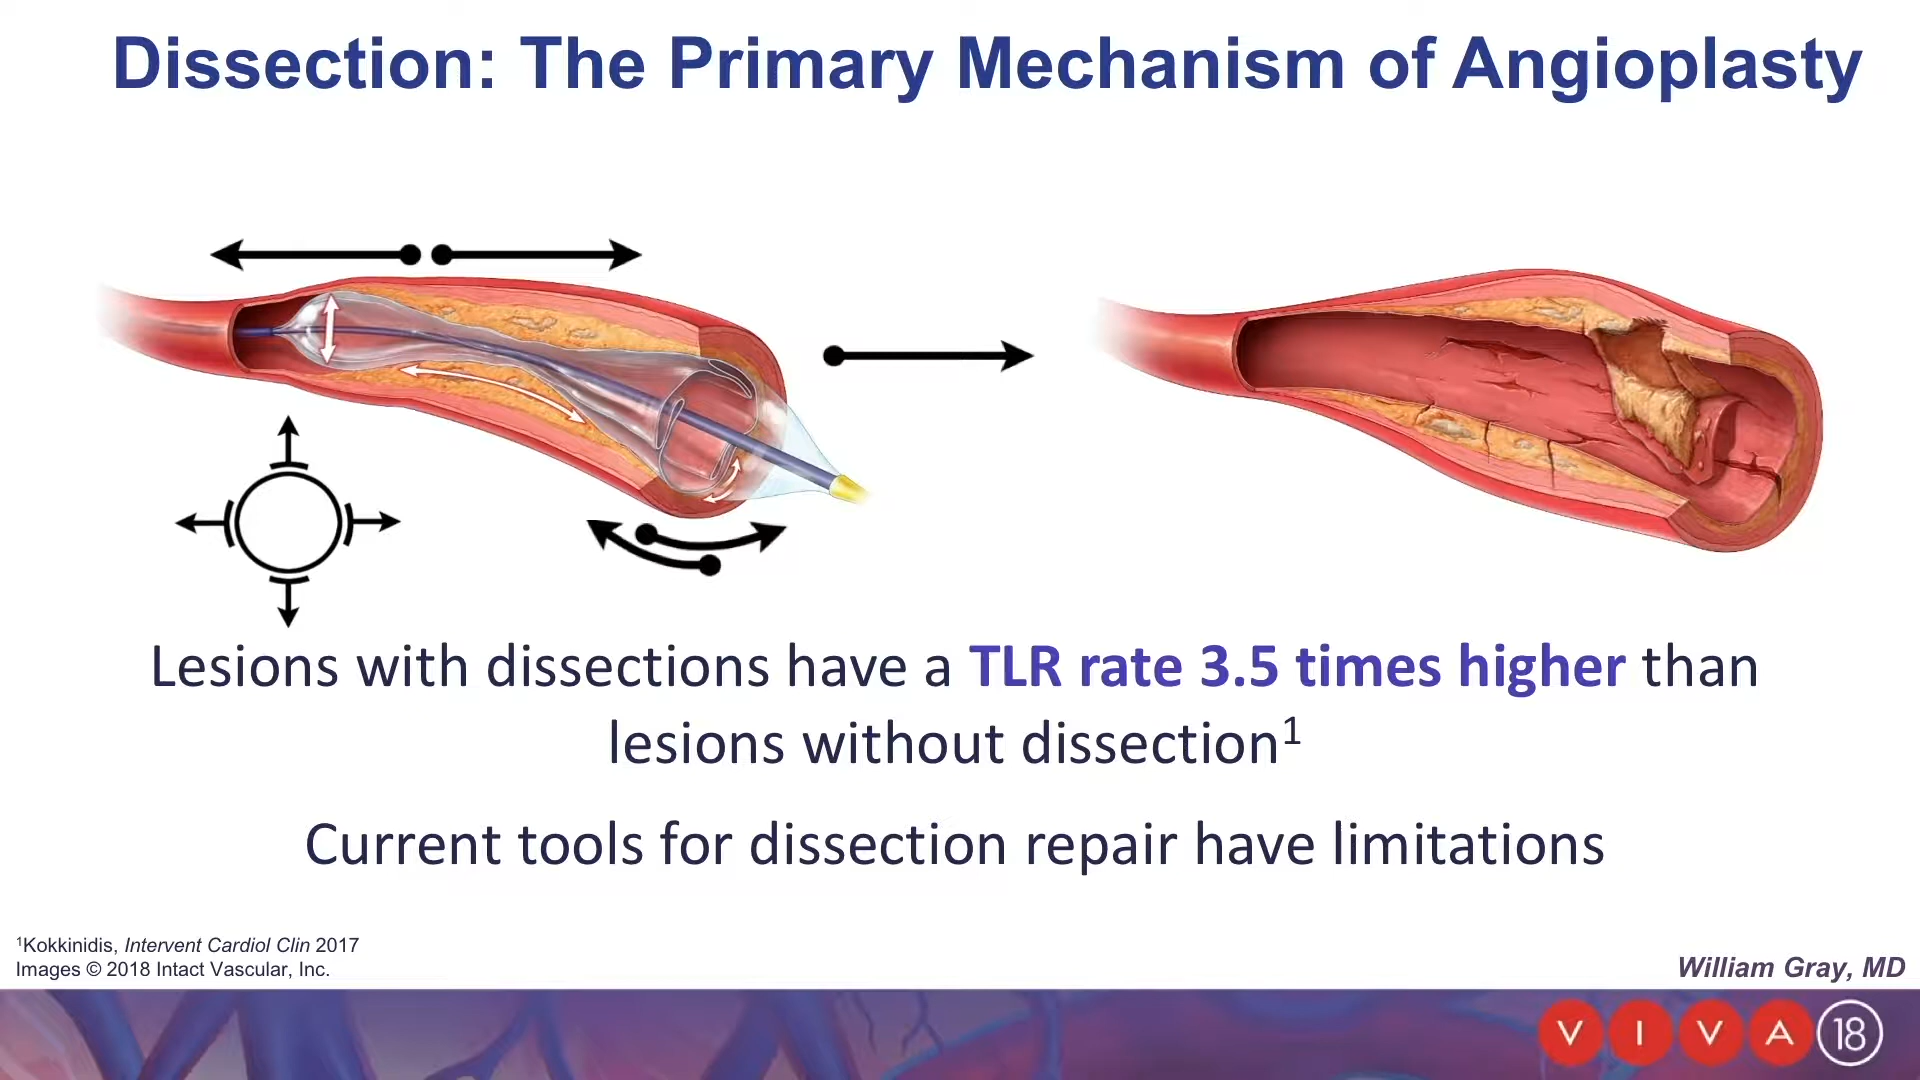 Dissection: The Primary Mechanism of Angioplasty
Lesions with dissections have a TLR rate 3.5 times higher than
lesions without dissection¹
Current tools for dissection repair have limitations
¹Kokkinidis, Intervent Cardiol Clin 2017
Images © 2018 Intact Vascular, Inc.
William Gray, MD
VIVA 18